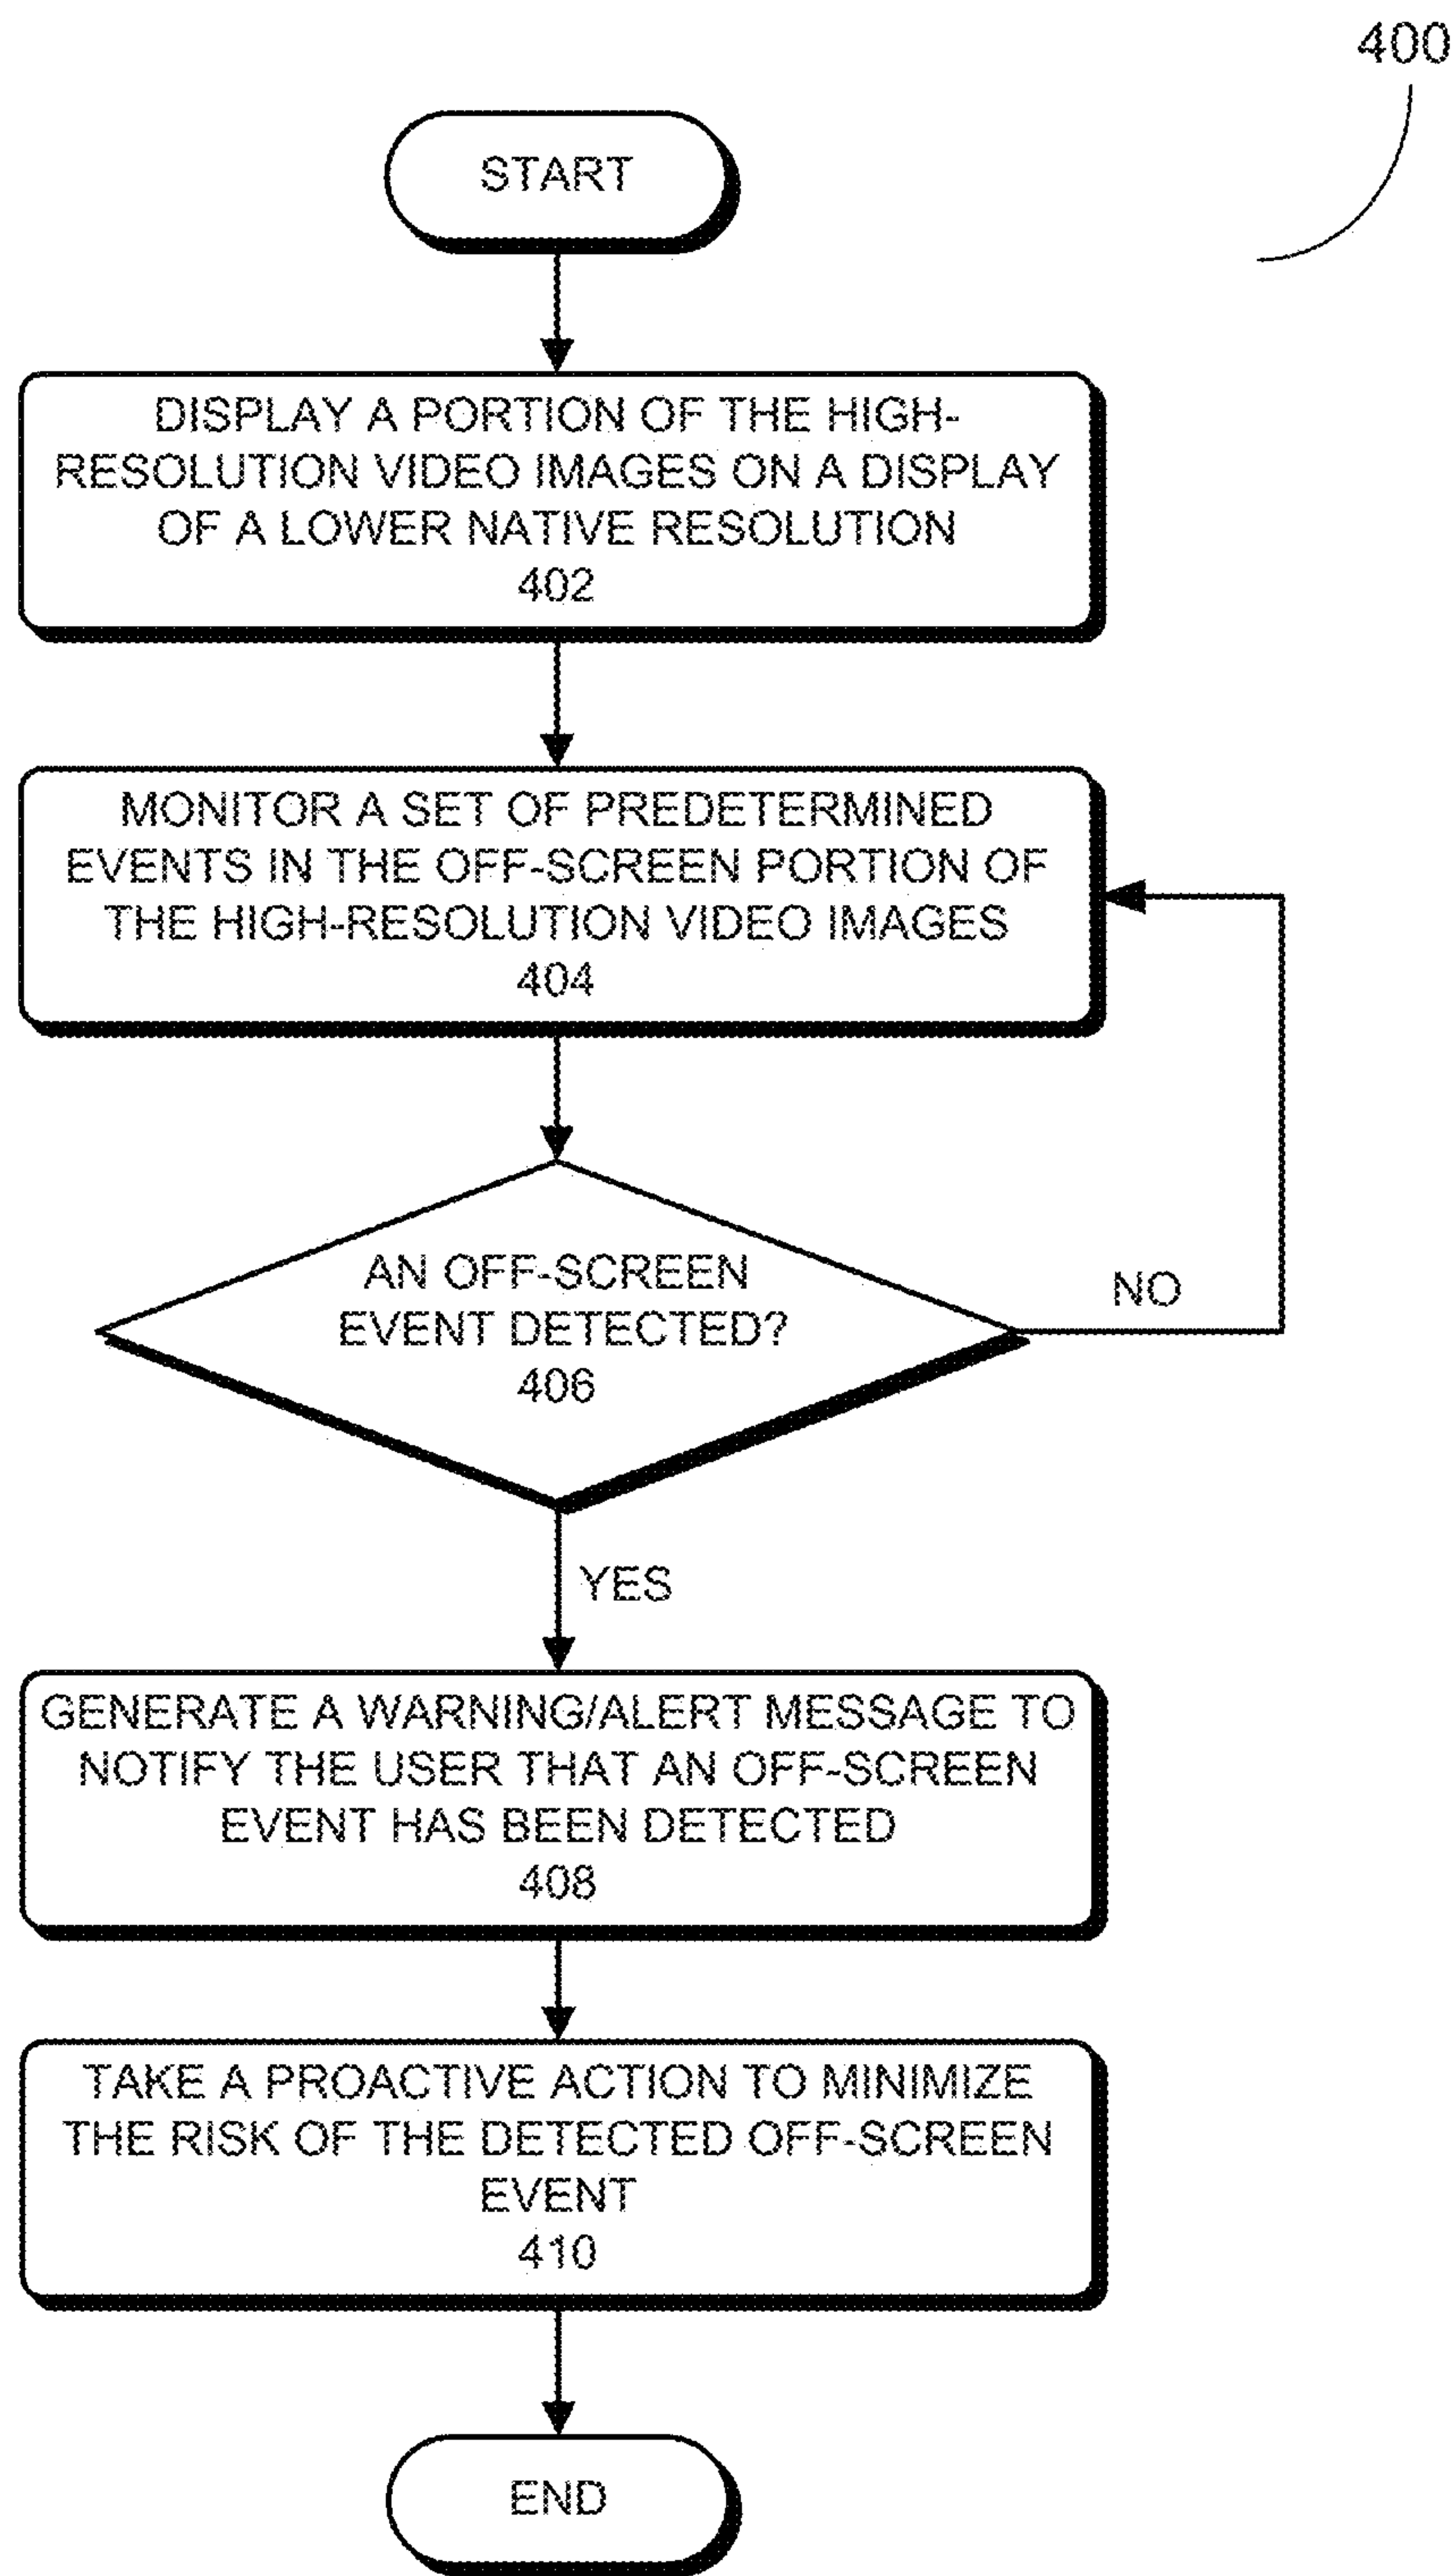 400
START
DISPLAY A PORTION OF THE HIGH-
RESOLUTION VIDEO IMAGES ON A DISPLAY
OF A LOWER NATIVE RESOLUTION
402
MONITOR A SET OF PREDETERMINED
EVENTS IN THE OFF-SCREEN PORTION OF
THE HIGH-RESOLUTION VIDEO IMAGES
404
AN OFF-SCREEN
EVENT DETECTED?
406
NO
YES
GENERATE A WARNING/ALERT MESSAGE TO
NOTIFY THE USER THAT AN OFF-SCREEN
EVENT HAS BEEN DETECTED
408
TAKE A PROACTIVE ACTION TO MINIMIZE
THE RISK OF THE DETECTED OFF-SCREEN
EVENT
410
END